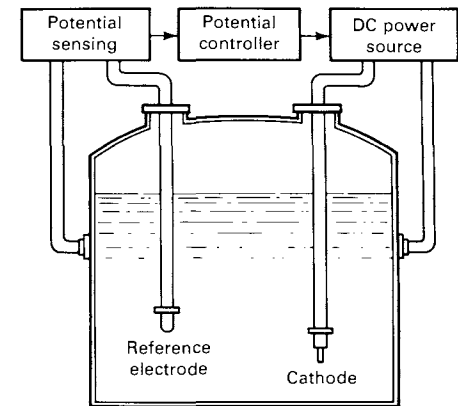 Potential
sensing
Potential
controller
DC power
source
Reference
electrode
Cathode